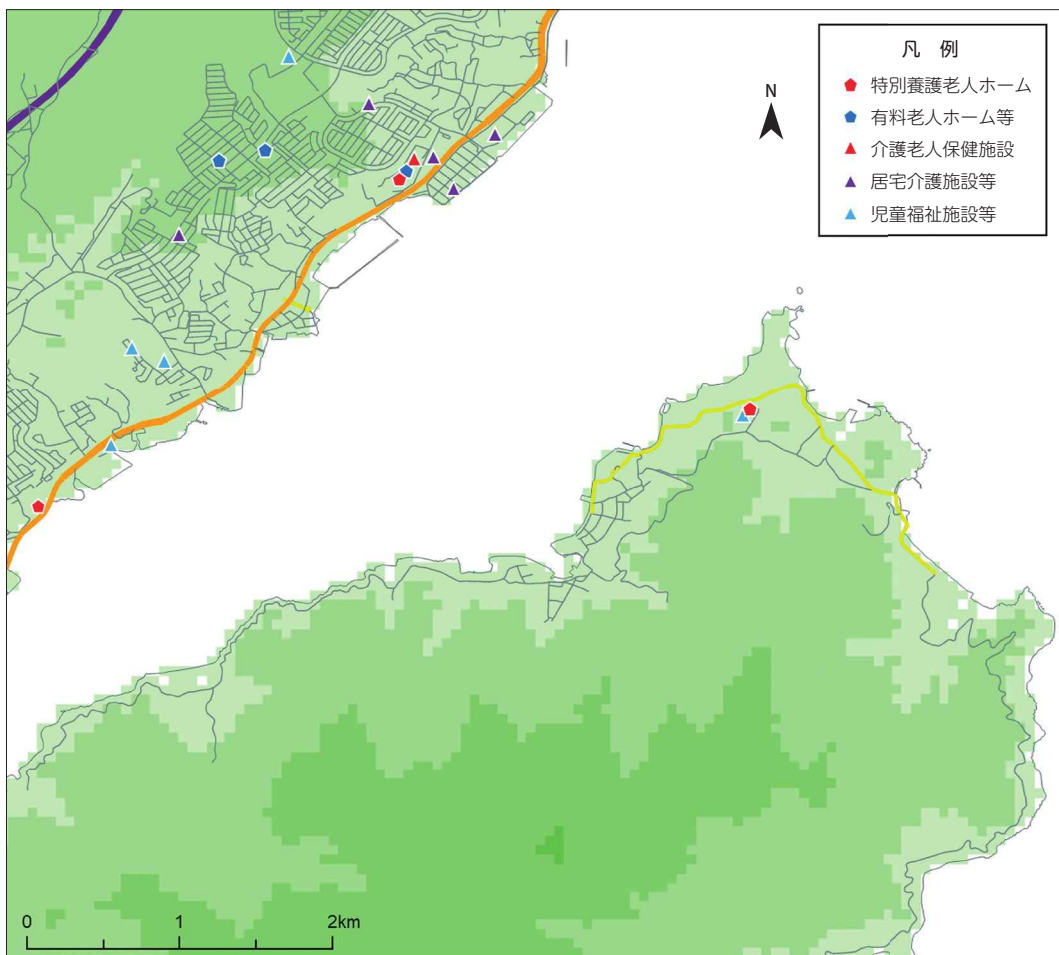 凡 例
特別養護老人ホーム
有料老人ホーム等
介護老人保健施設
居宅介護施設等
児童福祉施設等
N
0 1 2km